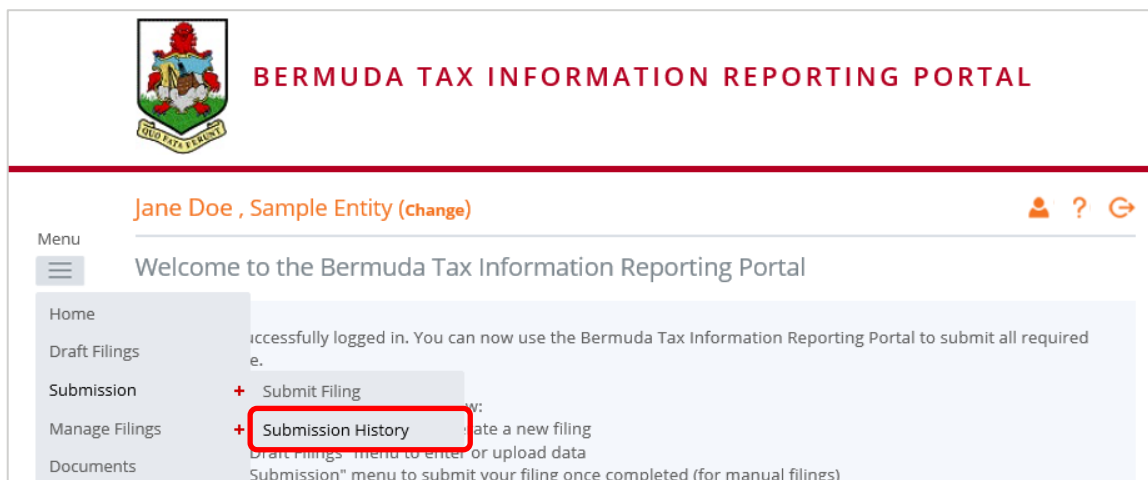 BERMUDA TAX INFORMATION REPORTING PORTAL
QUO FATA FERUNT
Jane Doe , Sample Entity (Change)
?
Menu
Welcome to the Bermuda Tax Information Reporting Portal
Home
successfully logged in. You can now use the Bermuda Tax Information Reporting Portal to submit all required
Draft Filings
e.
Submission + Submit Filing
w:
Manage Filings + Submission History
ate a new filing
Draft Filings" menu to enter or upload data
Documents
Submission" menu to submit your filing once completed (for manual filings)